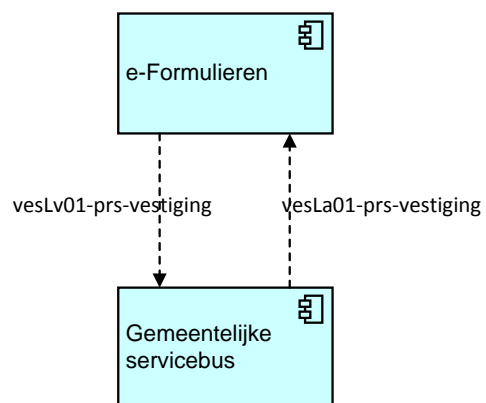 e-Formulieren
vesLv01-prs-vestiging
vesLa01-prs-vestiging
Gemeentelijke
servicebus